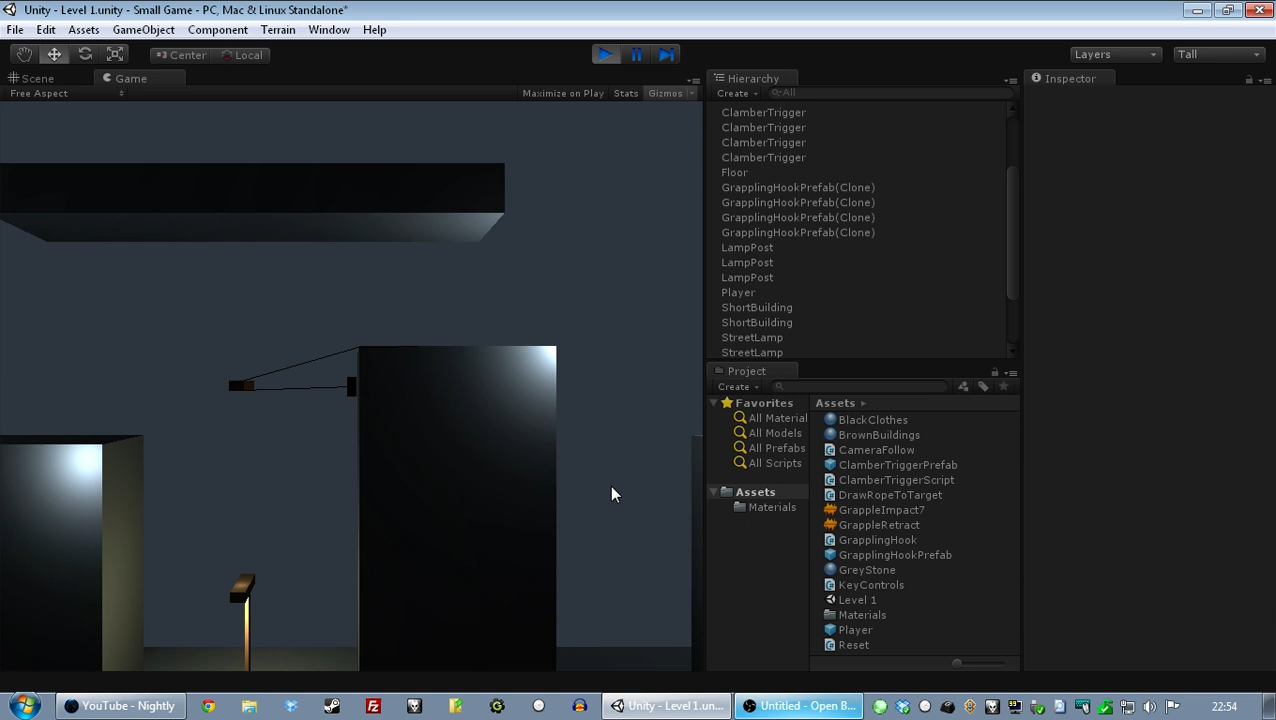 Unity - Level 1.unity - Small Game - PC, Mac & Linux Standalone*
File Edit Assets GameObject Component Terrain Window Help
Center Local Layers Tall
Scene Game Hierarchy Inspector
Free Aspect Maximize on Play Stats Gizmos Create All
ClamberTrigger
ClamberTrigger
ClamberTrigger
ClamberTrigger
Floor
GrapplingHookPrefab(Clone)
GrapplingHookPrefab(Clone)
GrapplingHookPrefab(Clone)
GrapplingHookPrefab(Clone)
LampPost
LampPost
LampPost
Player
ShortBuilding
ShortBuilding
StreetLamp
StreetLamp
Project
Create
Favorites
All Material
All Models
All Prefabs
All Scripts
Assets
Materials
Assets
BlackClothes
BrownBuildings
CameraFollow
ClamberTriggerPrefab
ClamberTriggerScript
DrawRopeToTarget
GrappleImpact7
GrappleRetract
GrapplingHook
GrapplingHookPrefab
GreyStone
KeyControls
Level 1
Materials
Player
Reset
YouTube - Nightly Unity - Level 1.un... Untitled - Open B... 22:54